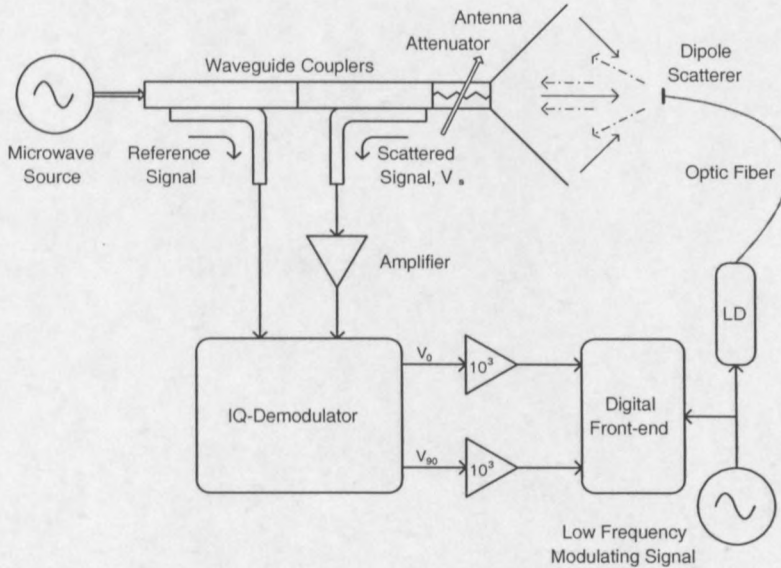 Antenna
Attenuator
Waveguide Couplers
Dipole
Scatterer
Microwave
Source
Reference
Signal
Scattered
Signal, V s
Optic Fiber
Amplifier
LD
V0
10³
IQ-Demodulator
Digital
Front-end
V90
10³
Low Frequency
Modulating Signal